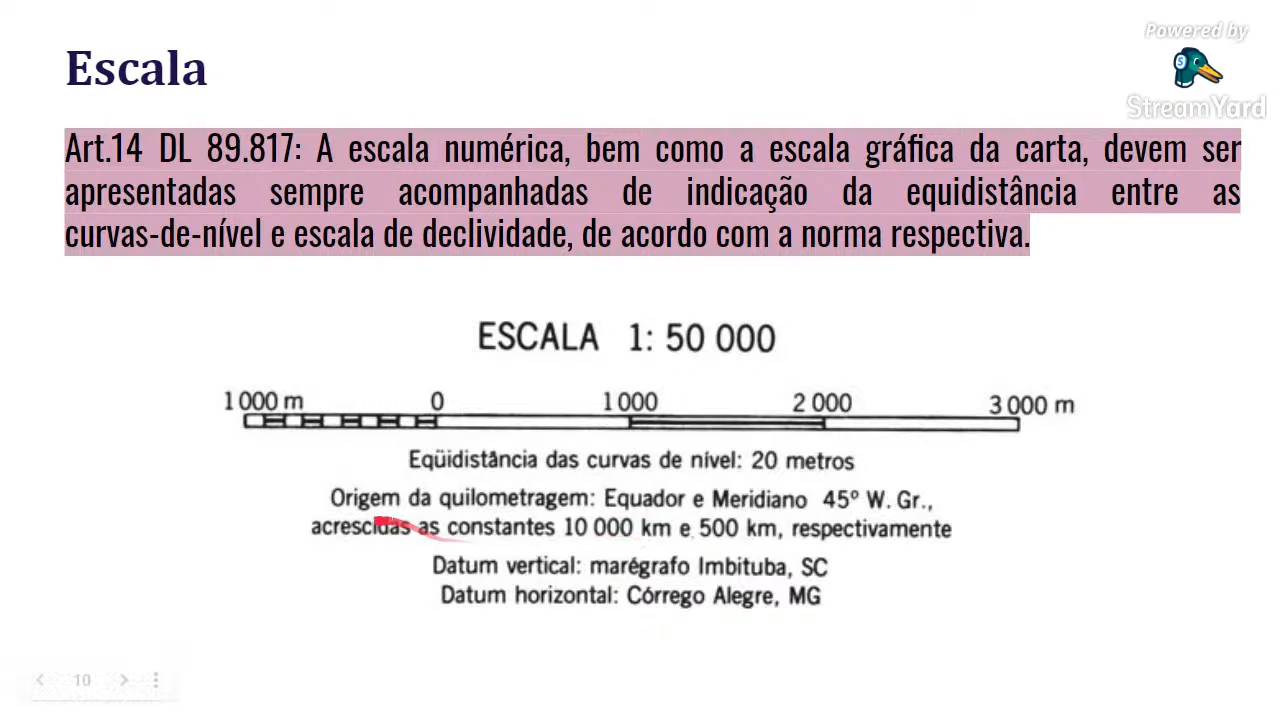 Powered by
StreamYard
Escala
Art.14 DL 89.817: A escala numérica, bem como a escala gráfica da carta, devem ser
apresentadas sempre acompanhadas de indicação da equidistância entre as
curvas-de-nível e escala de declividade, de acordo com a norma respectiva.
ESCALA 1: 50 000
1 000 m 0 1 000 2 000 3 000 m
Eqüidistância das curvas de nível: 20 metros
Origem da quilometragem: Equador e Meridiano 45º W. Gr.,
acrescidas as constantes 10 000 km e 500 km, respectivamente
Datum vertical: marégrafo Imbituba, SC
Datum horizontal: Córrego Alegre, MG
10